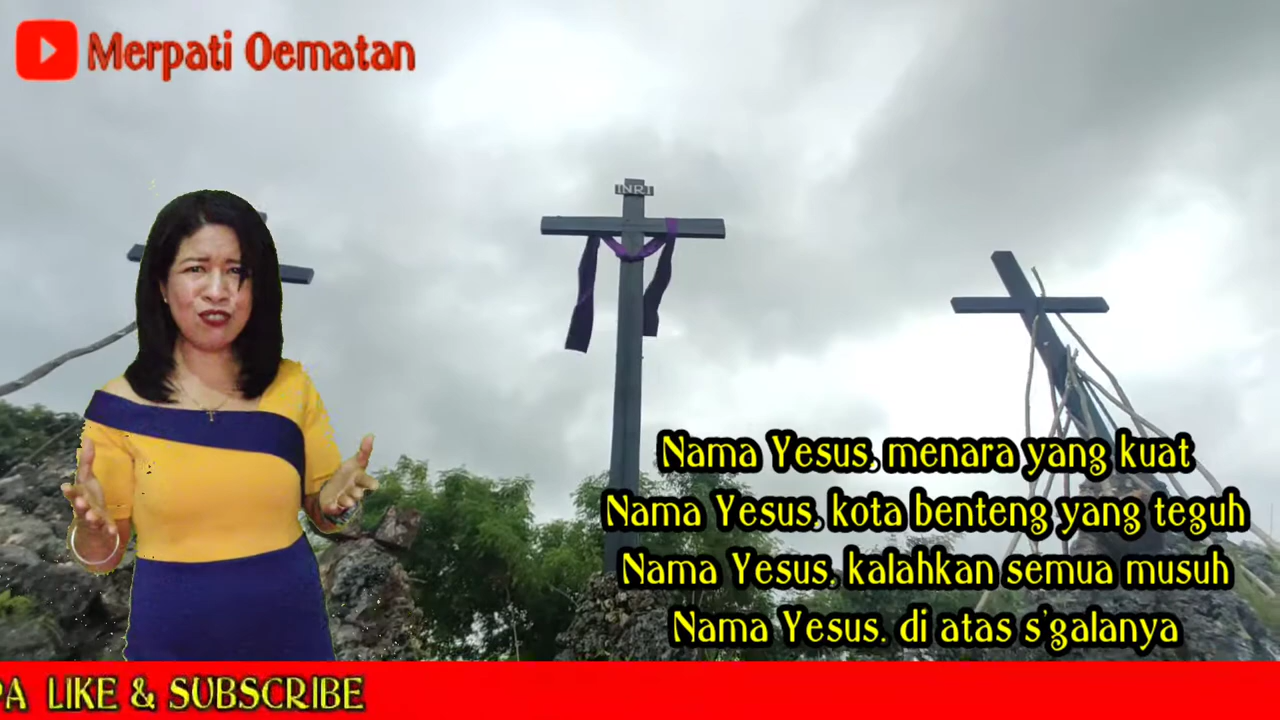 Merpati Oematan
INRI
Nama Yesus, menara yang kuat
Nama Yesus, kota benteng yang teguh
Nama Yesus, kalahkan semua musuh
Nama Yesus. di atas s'galanya
PA LIKE & SUBSCRIBE